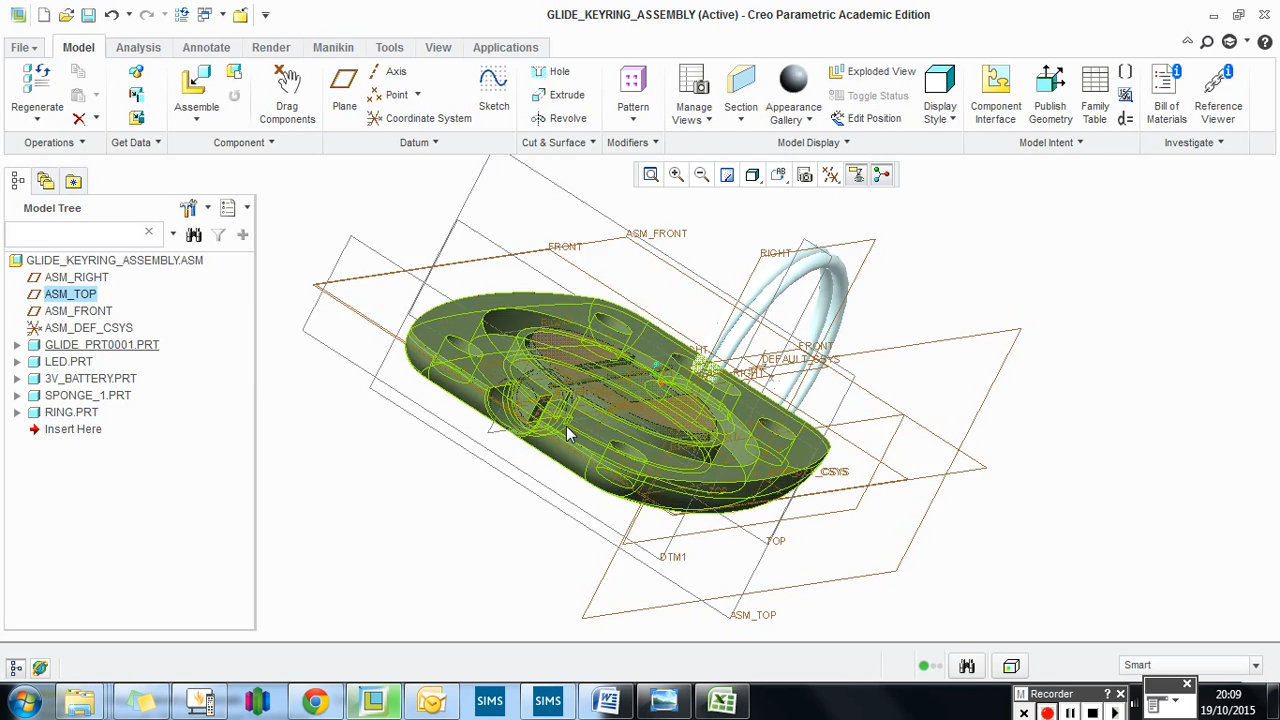 GLIDE_KEYRING_ASSEMBLY (Active) - Creo Parametric Academic Edition
File Model Analysis Annotate Render Manikin Tools View Applications
Regenerate
Operations
Get Data
Assemble
Drag
Components
Component
Plane
Axis
Point
Coordinate System
Sketch
Datum
Hole
Extrude
Revolve
Cut & Surface
Pattern
Modifiers
Manage
Views
Section
Appearance
Gallery
Exploded View
Toggle Status
Edit Position
Display
Style
Model Display
Component
Interface
Publish
Geometry
Family
Table
Model Intent
Bill of
Materials
Reference
Viewer
Investigate
Model Tree
GLIDE_KEYRING_ASSEMBLY.ASM
ASM_RIGHT
ASM_TOP
ASM_FRONT
ASM_DEF_CSYS
GLIDE_PRT0001.PRT
LED.PRT
3V_BATTERY.PRT
SPONGE_1.PRT
RING.PRT
Insert Here
ASM_FRONT
FRONT
RIGHT
FRONT
DEFAULT_CSYS
RIGHT
_CSYS
TOP
DTM1
ASM_TOP
Smart
SIMS SIMS
M Recorder
20:09
19/10/2015